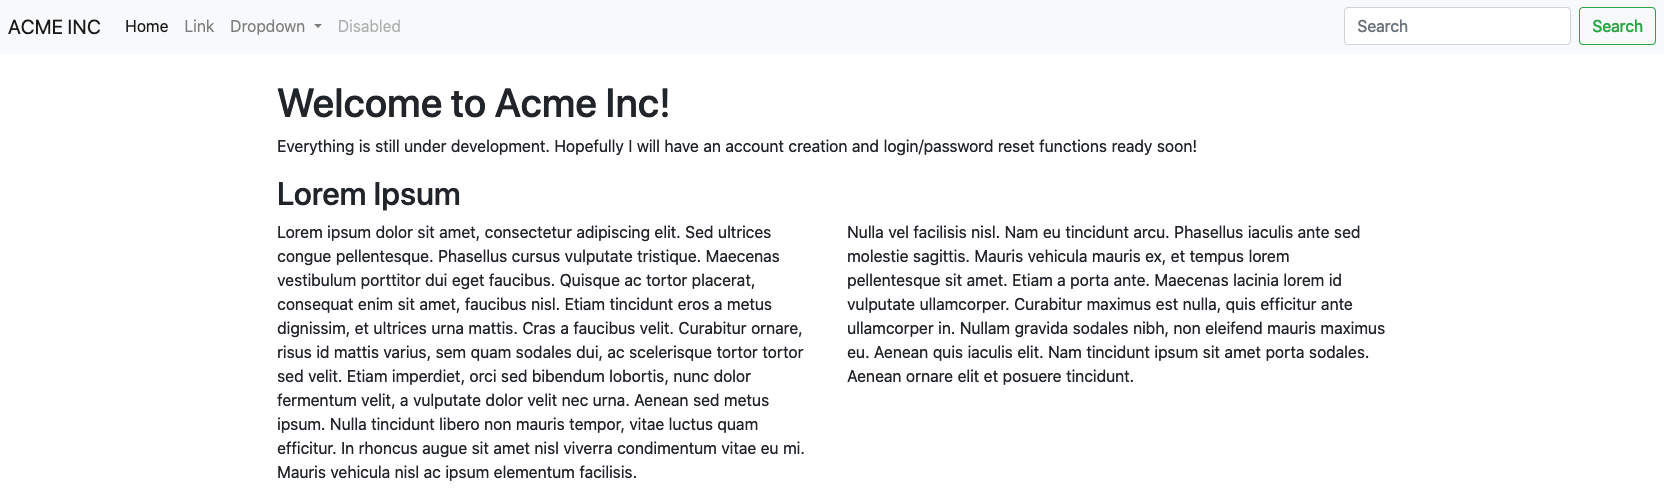 ACME INC Home Link Dropdown Disabled Search Search
Welcome to Acme Inc!
Everything is still under development. Hopefully I will have an account creation and login/password reset functions ready soon!
Lorem Ipsum
Lorem ipsum dolor sit amet, consectetur adipiscing elit. Sed ultrices
congue pellentesque. Phasellus cursus vulputate tristique. Maecenas
vestibulum porttitor dui eget faucibus. Quisque ac tortor placerat,
consequat enim sit amet, faucibus nisl. Etiam tincidunt eros a metus
dignissim, et ultrices urna mattis. Cras a faucibus velit. Curabitur ornare,
risus id mattis varius, sem quam sodales dui, ac scelerisque tortor tortor
sed velit. Etiam imperdiet, orci sed bibendum lobortis, nunc dolor
fermentum velit, a vulputate dolor velit nec urna. Aenean sed metus
ipsum. Nulla tincidunt libero non mauris tempor, vitae luctus quam
efficitur. In rhoncus augue sit amet nisl viverra condimentum vitae eu mi.
Mauris vehicula nisl ac ipsum elementum facilisis.
Nulla vel facilisis nisl. Nam eu tincidunt arcu. Phasellus iaculis ante sed
molestie sagittis. Mauris vehicula mauris ex, et tempus lorem
pellentesque sit amet. Etiam a porta ante. Maecenas lacinia lorem id
vulputate ullamcorper. Curabitur maximus est nulla, quis efficitur ante
ullamcorper in. Nullam gravida sodales nibh, non eleifend mauris maximus
eu. Aenean quis iaculis elit. Nam tincidunt ipsum sit amet porta sodales.
Aenean ornare elit et posuere tincidunt.